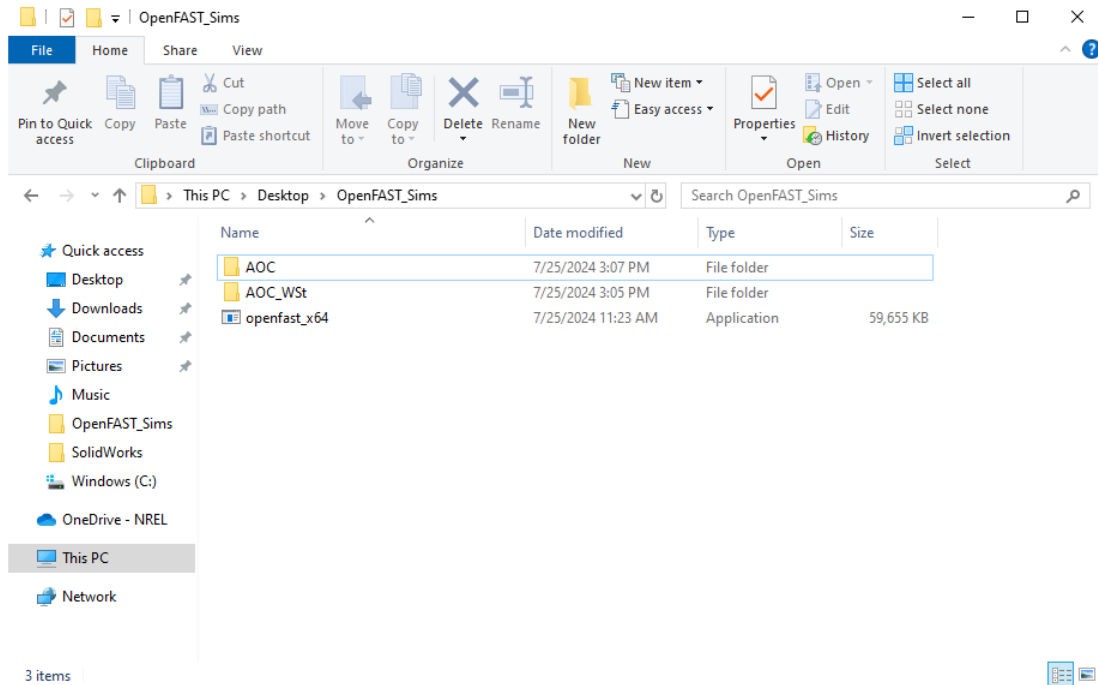 OpenFAST_Sims
File Home Share View
Pin to Quick access
Copy
Paste
Cut
Copy path
Paste shortcut
Clipboard
Move to
Copy to
Delete
Rename
Organize
New folder
New item
Easy access
New
Properties
Open
Edit
History
Open
Select all
Select none
Invert selection
Select
This PC > Desktop > OpenFAST_Sims
Search OpenFAST_Sims
Name Date modified Type Size
AOC 7/25/2024 3:07 PM File folder
AOC_WSt 7/25/2024 3:05 PM File folder
openfast_x64 7/25/2024 11:23 AM Application 59,655 KB
Quick access
Desktop
Downloads
Documents
Pictures
Music
OpenFAST_Sims
SolidWorks
Windows (C:)
OneDrive - NREL
This PC
Network
3 items